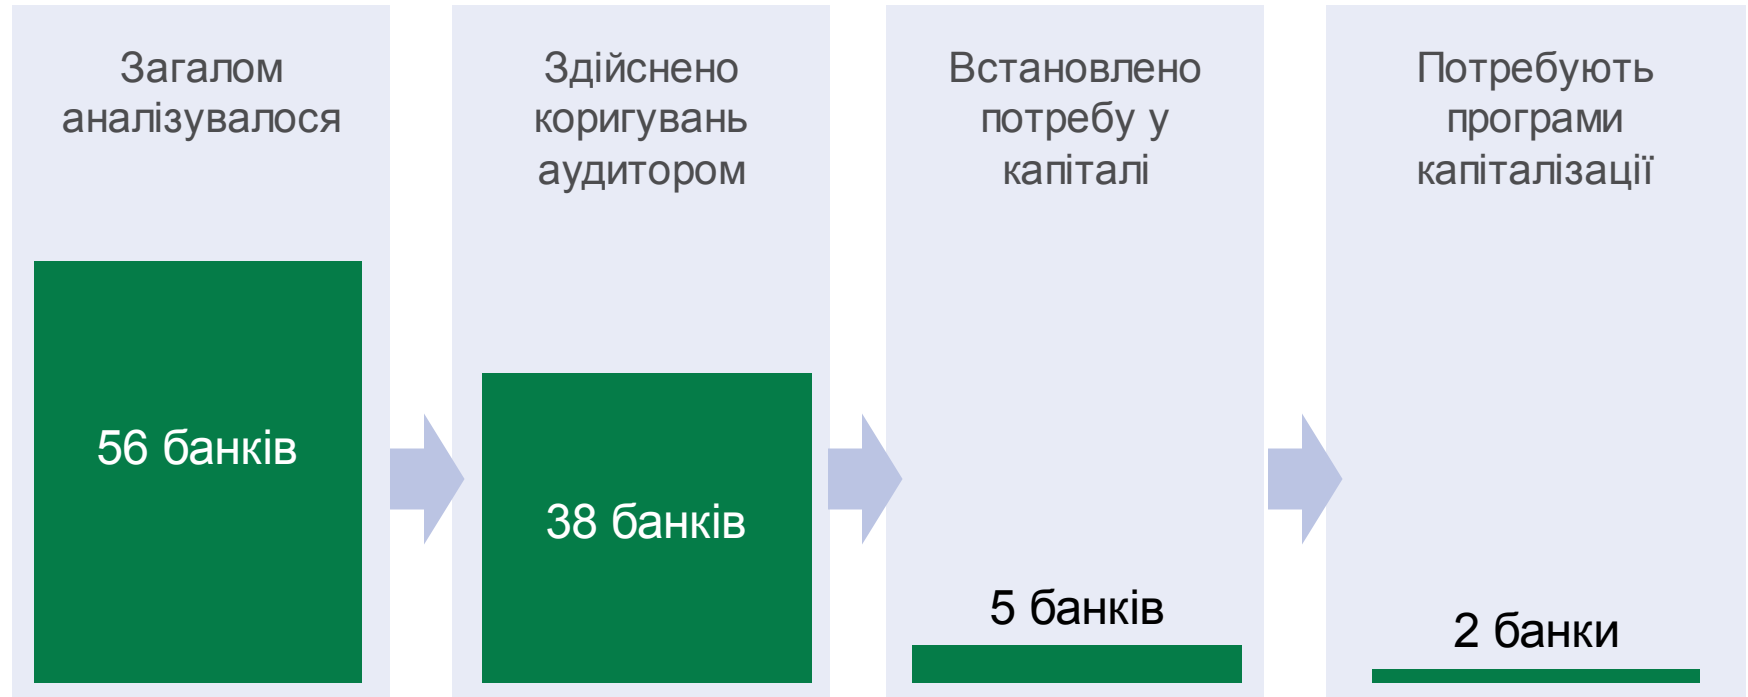 Загалом
аналізувалося
56 банків
Здійснено
коригувань
аудитором
38 банків
Встановлено
потребу у
капіталі
5 банків
Потребують
програми
капіталізації
2 банки